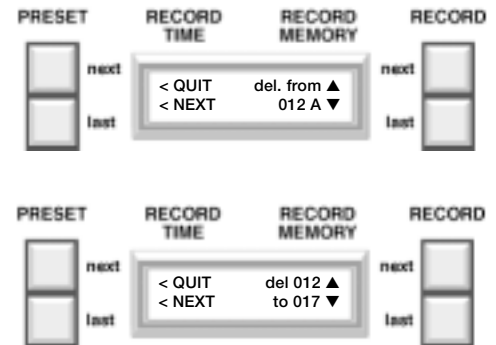 PRESET RECORD TIME RECORD MEMORY RECORD
next < QUIT del. from ▲ next
last < NEXT 012 A ▼ last
PRESET RECORD TIME RECORD MEMORY RECORD
next < QUIT del 012 ▲ next
last < NEXT to 017 ▼ last